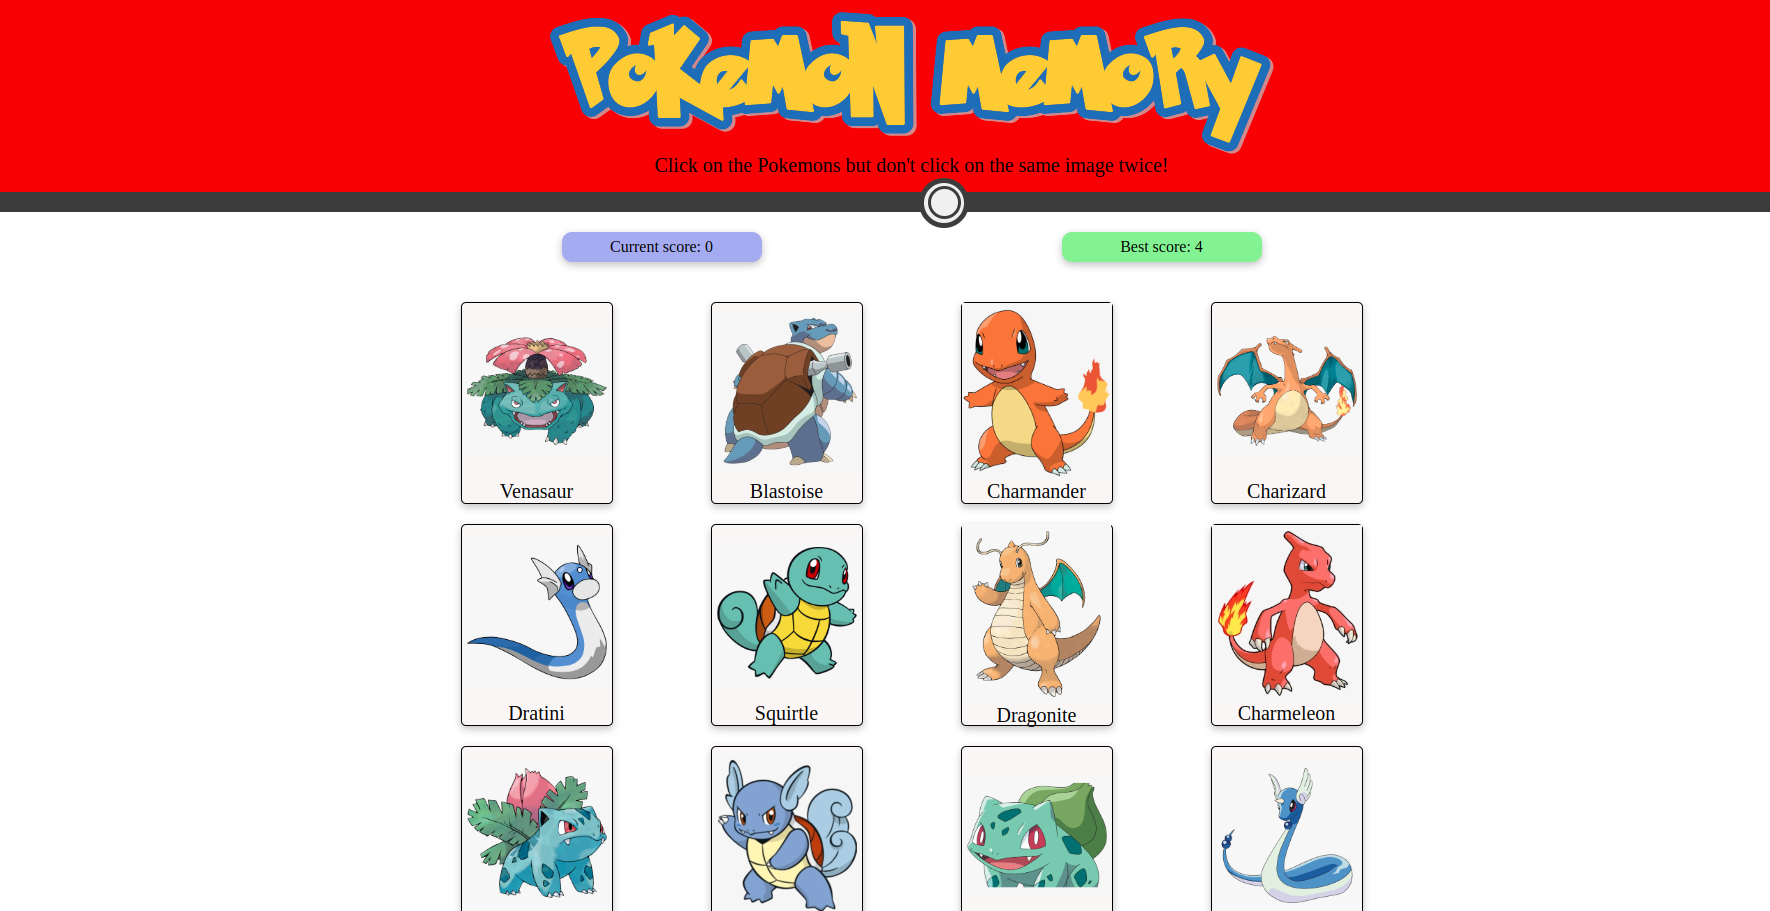 POKEMON MEMORY
Click on the Pokemons but don't click on the same image twice!
Current score: 0
Best score: 4
Venasaur
Blastoise
Charmander
Charizard
Dratini
Squirtle
Dragonite
Charmeleon